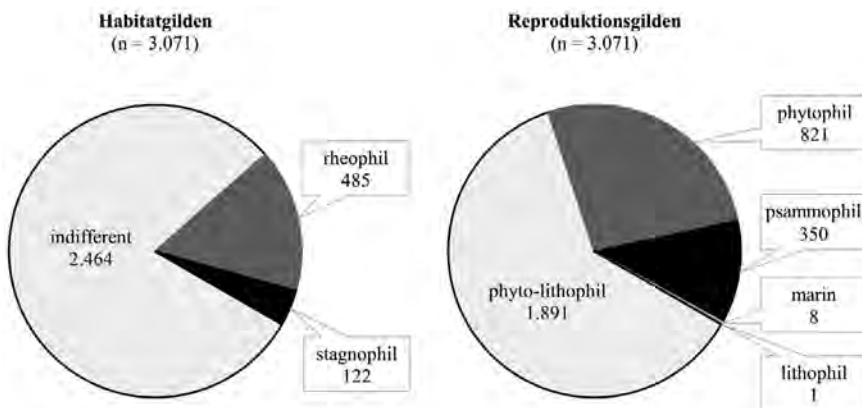 Habitatgilden
(n = 3.071)
indifferent
2.464
rheophil
485
stagnophil
122
Reproduktionsgilden
(n = 3.071)
phytophil
821
psammophil
350
marin
8
lithophil
1
phyto-lithophil
1.891